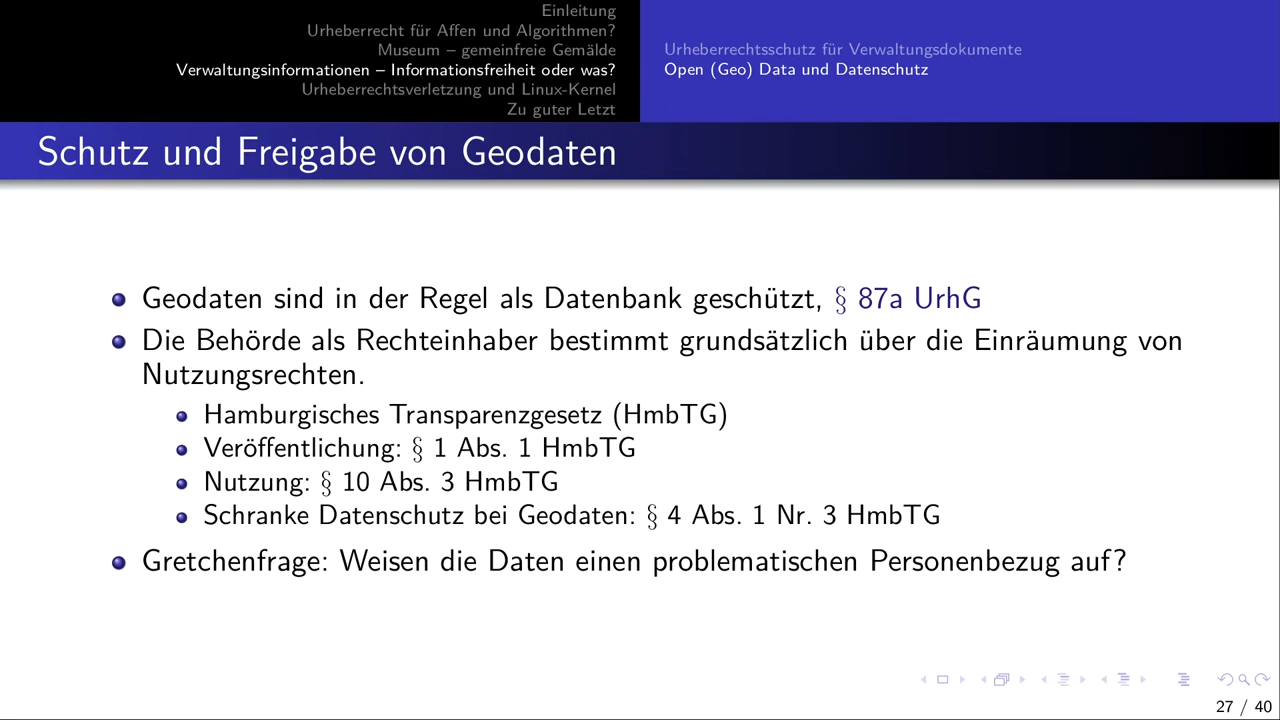 Einleitung
Urheberrecht für Affen und Algorithmen?
Museum – gemeinfreie Gemälde
Verwaltungsinformationen – Informationsfreiheit oder was?
Urheberrechtsverletzung und Linux-Kernel
Zu guter Letzt
Urheberrechtsschutz für Verwaltungsdokumente
Open (Geo) Data und Datenschutz
Schutz und Freigabe von Geodaten
Geodaten sind in der Regel als Datenbank geschützt, § 87a UrhG
Die Behörde als Rechteinhaber bestimmt grundsätzlich über die Einräumung von
Nutzungsrechten.
Hamburgisches Transparenzgesetz (HmbTG)
Veröffentlichung: § 1 Abs. 1 HmbTG
Nutzung: § 10 Abs. 3 HmbTG
Schranke Datenschutz bei Geodaten: § 4 Abs. 1 Nr. 3 HmbTG
Gretchenfrage: Weisen die Daten einen problematischen Personenbezug auf?
27 / 40